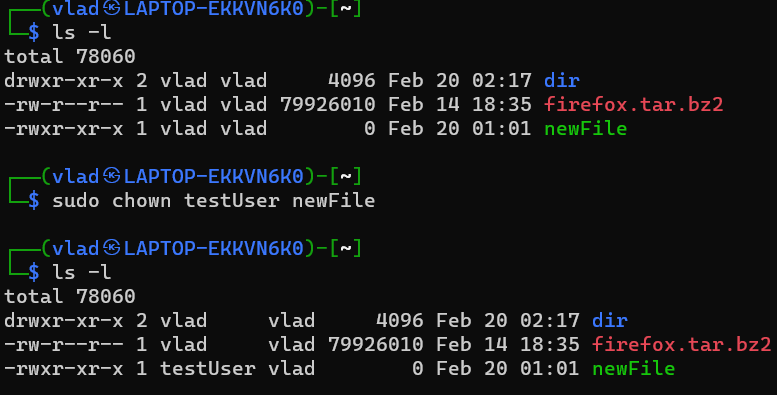 ┌──(vlad㉿LAPTOP-EKKVN6K0)-[~]
└─$ ls -l
total 78060
drwxr-xr-x 2 vlad vlad     4096 Feb 20 02:17 dir
-rw-r--r-- 1 vlad vlad 79926010 Feb 14 18:35 firefox.tar.bz2
-rwxr-xr-x 1 vlad vlad        0 Feb 20 01:01 newFile
┌──(vlad㉿LAPTOP-EKKVN6K0)-[~]
└─$ sudo chown testUser newFile
┌──(vlad㉿LAPTOP-EKKVN6K0)-[~]
└─$ ls -l
total 78060
drwxr-xr-x 2 vlad     vlad     4096 Feb 20 02:17 dir
-rw-r--r-- 1 vlad     vlad 79926010 Feb 14 18:35 firefox.tar.bz2
-rwxr-xr-x 1 testUser vlad        0 Feb 20 01:01 newFile